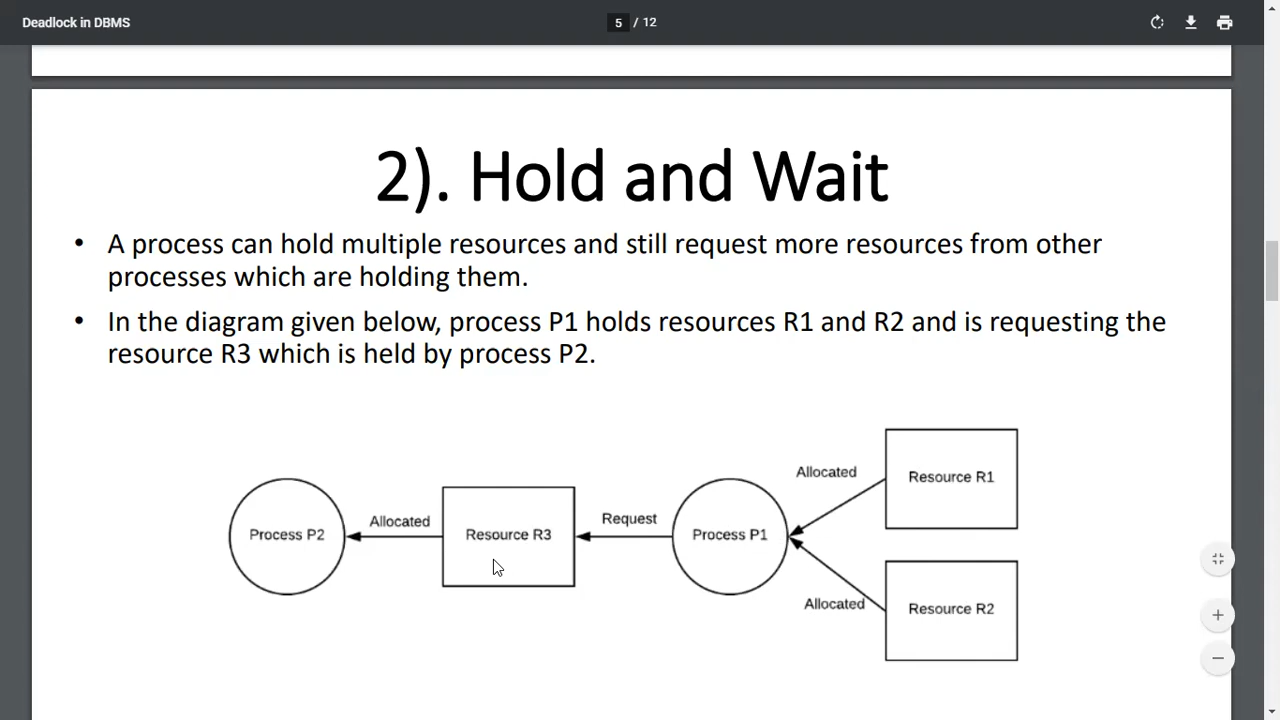 Deadlock in DBMS
5 / 12
2). Hold and Wait
• A process can hold multiple resources and still request more resources from other
processes which are holding them.
• In the diagram given below, process P1 holds resources R1 and R2 and is requesting the
resource R3 which is held by process P2.
Process P2
Allocated
Resource R3
Request
Process P1
Allocated
Resource R1
Allocated
Resource R2